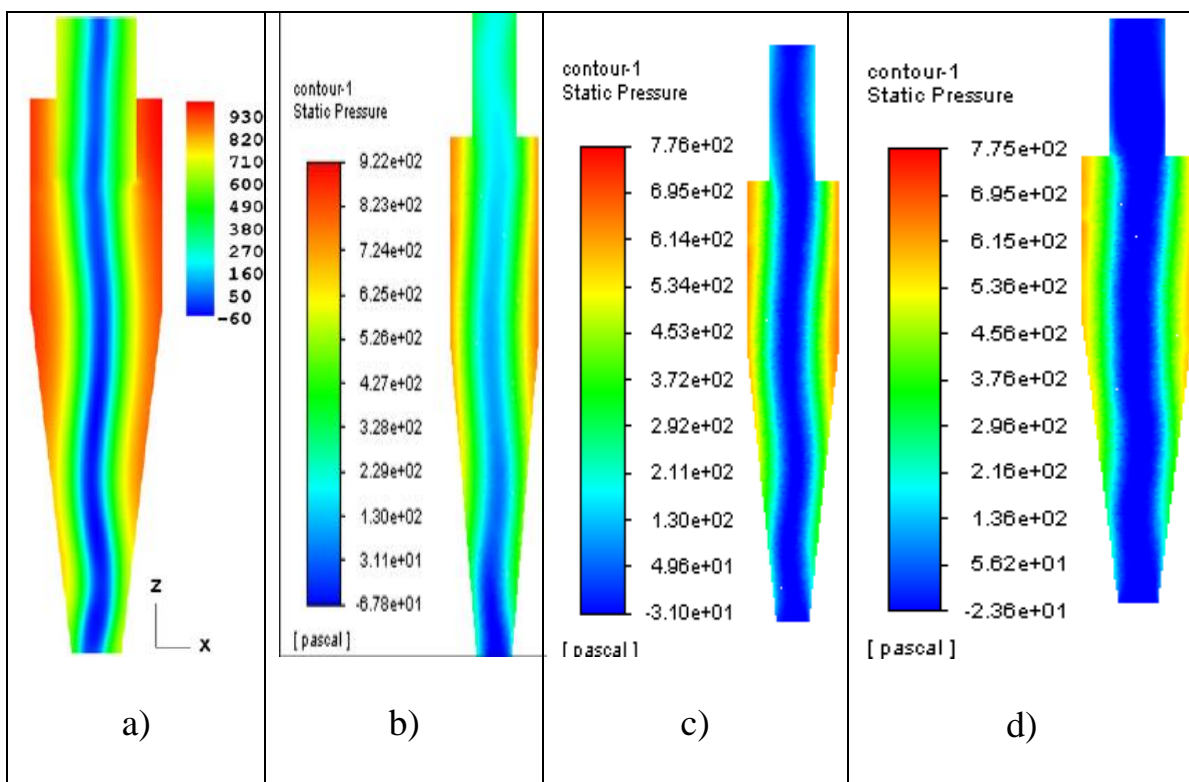 930
820
710
600
490
380
270
160
50
-60
Z
X
a)
contour-1
Static Pressure
9.22e+02
8.23e+02
7.24e+02
6.25e+02
5.26e+02
4.27e+02
3.28e+02
2.29e+02
1.30e+02
3.11e+01
-6.78e+01
[ pascal ]
b)
contour-1
Static Pressure
7.76e+02
6.95e+02
6.14e+02
5.34e+02
4.53e+02
3.72e+02
2.92e+02
2.11e+02
1.30e+02
4.96e+01
-3.10e+01
[ pascal ]
c)
contour-1
Static Pressure
7.75e+02
6.95e+02
6.15e+02
5.36e+02
4.56e+02
3.76e+02
2.96e+02
2.16e+02
1.36e+02
5.62e+01
-2.36e+01
[ pascal ]
d)